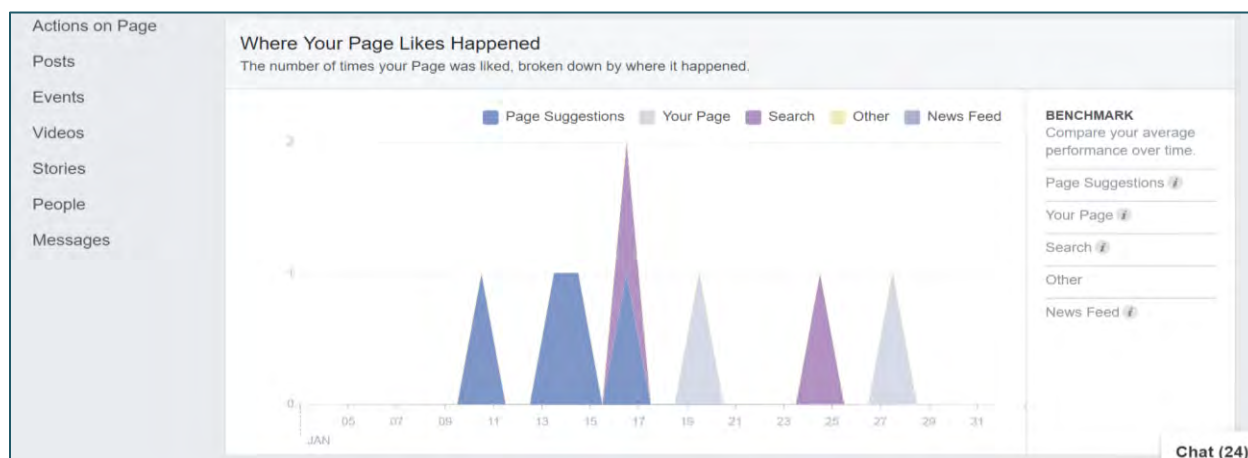 Actions on Page
Posts
Events
Videos
Stories
People
Messages
Where Your Page Likes Happened
The number of times your Page was liked, broken down by where it happened.
Page Suggestions Your Page Search Other News Feed
2
1
0
05 07 09 11 13 15 17 19 21 23 25 27 29 31
JAN
BENCHMARK
Compare your average
performance over time.
Page Suggestions i
Your Page i
Search i
Other
News Feed i
Chat (24)